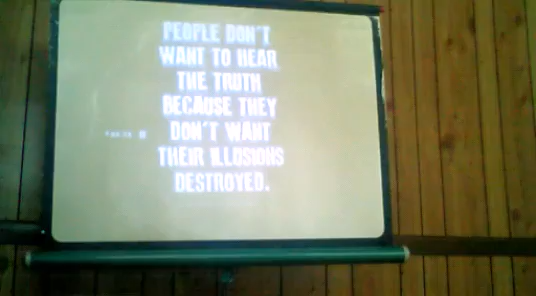 PEOPLE DON'T
WANT TO HEAR
THE TRUTH
BECAUSE THEY
DON'T WANT
THEIR ILLUSIONS
DESTROYED.